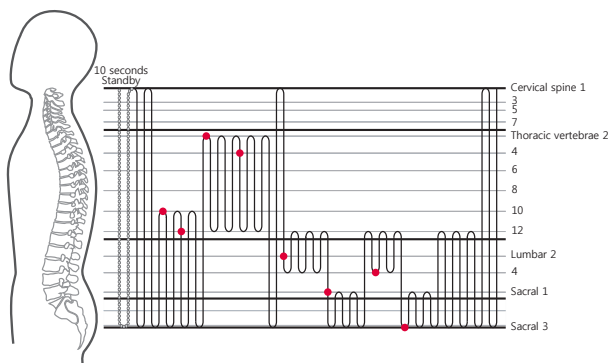 10 seconds
Standby
Cervical spine 1
3
5
7
Thoracic vertebrae 2
4
6
8
10
12
Lumbar 2
4
Sacral 1
Sacral 3